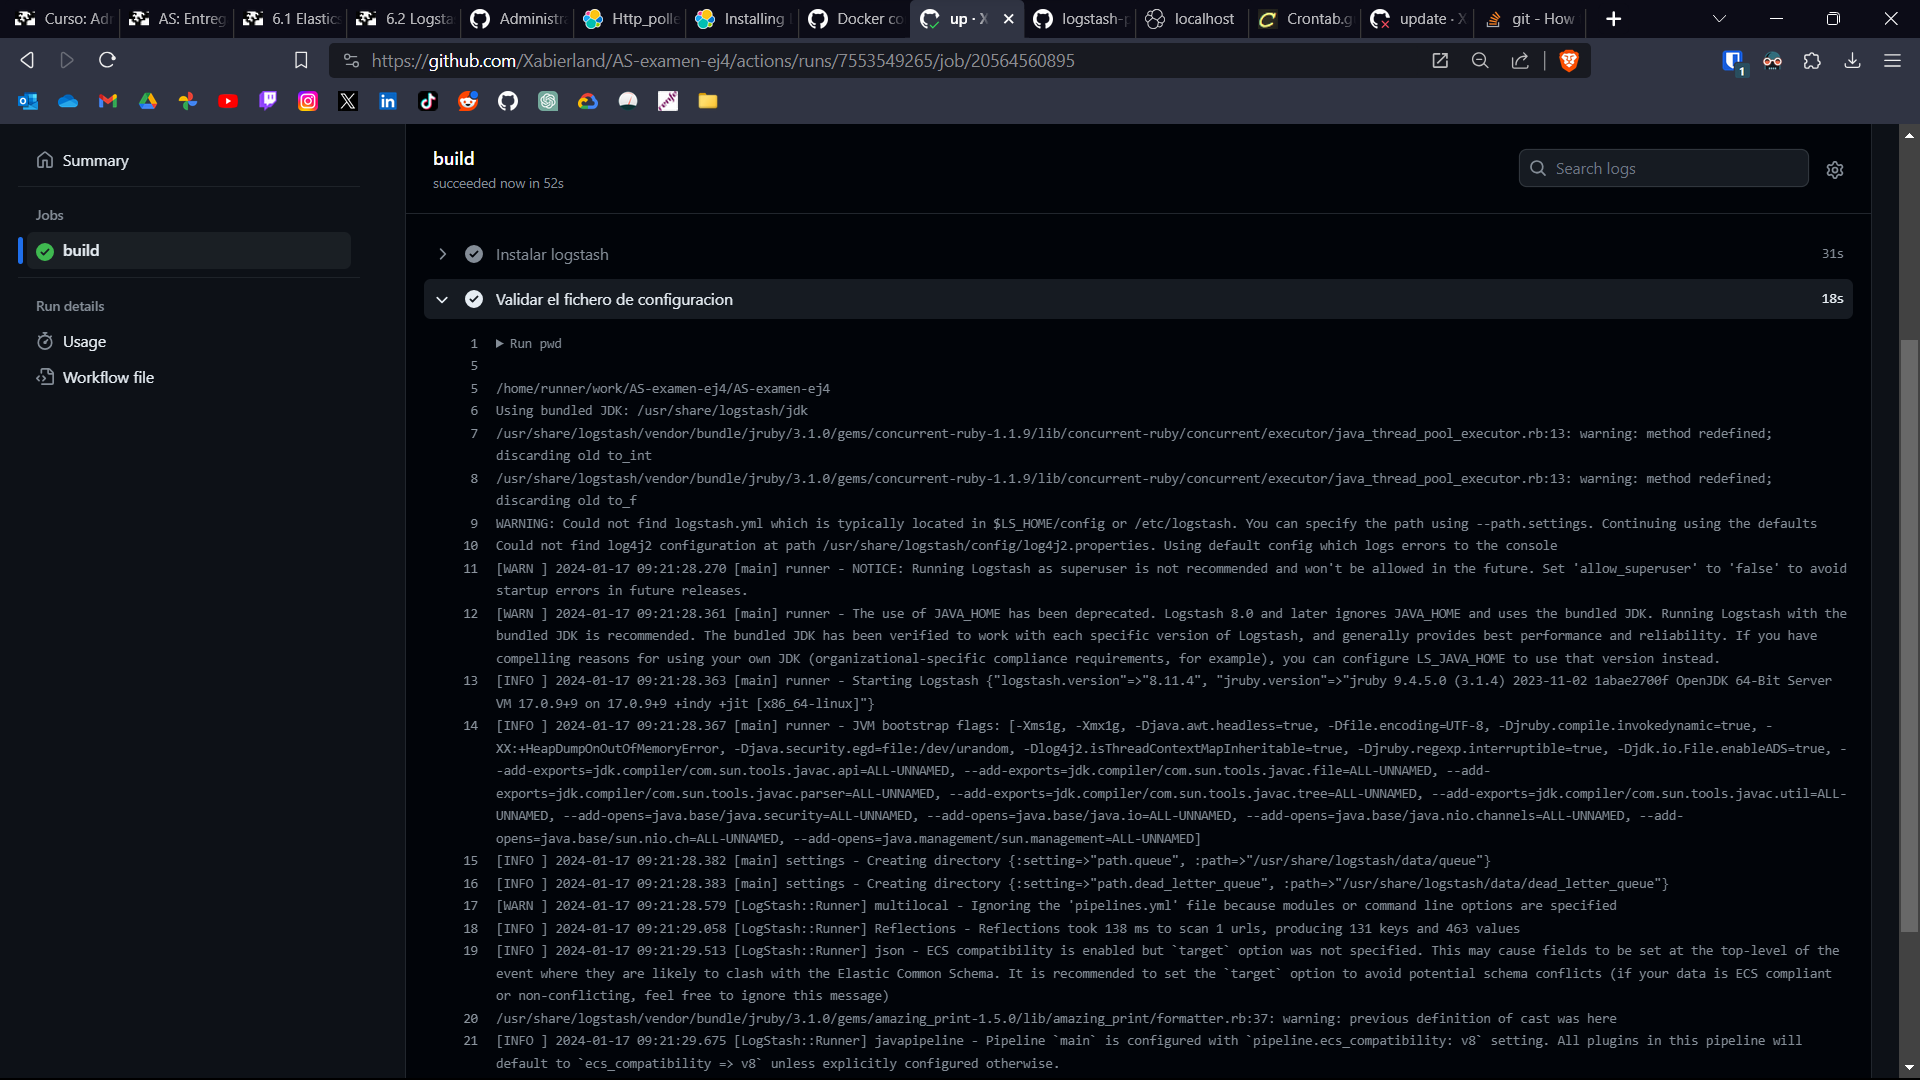 Curso: Adr
AS: Entreg
6.1 Elastic
6.2 Logsta
Administra
Http_polle
Installing
Docker co
up · X
logstash-p
localhost
Crontab.g
update · X
git - How
https://github.com/Xabierland/AS-examen-ej4/actions/runs/7553549265/job/20564560895
1
Summary
Jobs
build
Run details
Usage
Workflow file
build
succeeded now in 52s
Search logs
Instalar logstash
31s
Validar el fichero de configuracion
18s
1 Run pwd
5
5 /home/runner/work/AS-examen-ej4/AS-examen-ej4
6 Using bundled JDK: /usr/share/logstash/jdk
7 /usr/share/logstash/vendor/bundle/jruby/3.1.0/gems/concurrent-ruby-1.1.9/lib/concurrent-ruby/concurrent/executor/java_thread_pool_executor.rb:13: warning: method redefined;
discarding old to_int
8 /usr/share/logstash/vendor/bundle/jruby/3.1.0/gems/concurrent-ruby-1.1.9/lib/concurrent-ruby/concurrent/executor/java_thread_pool_executor.rb:13: warning: method redefined;
discarding old to_f
9 WARNING: Could not find logstash.yml which is typically located in $LS_HOME/config or /etc/logstash. You can specify the path using --path.settings. Continuing using the defaults
10 Could not find log4j2 configuration at path /usr/share/logstash/config/log4j2.properties. Using default config which logs errors to the console
11 [WARN ] 2024-01-17 09:21:28.270 [main] runner - NOTICE: Running Logstash as superuser is not recommended and won't be allowed in the future. Set 'allow_superuser' to 'false' to avoid
startup errors in future releases.
12 [WARN ] 2024-01-17 09:21:28.361 [main] runner - The use of JAVA_HOME has been deprecated. Logstash 8.0 and later ignores JAVA_HOME and uses the bundled JDK. Running Logstash with the
bundled JDK is recommended. The bundled JDK has been verified to work with each specific version of Logstash, and generally provides best performance and reliability. If you have
compelling reasons for using your own JDK (organizational-specific compliance requirements, for example), you can configure LS_JAVA_HOME to use that version instead.
13 [INFO ] 2024-01-17 09:21:28.363 [main] runner - Starting Logstash {"logstash.version"=>"8.11.4", "jruby.version"=>"jruby 9.4.5.0 (3.1.4) 2023-11-02 1abae2700f OpenJDK 64-Bit Server
VM 17.0.9+9 on 17.0.9+9 +indy +jit [x86_64-linux]"}
14 [INFO ] 2024-01-17 09:21:28.367 [main] runner - JVM bootstrap flags: [-Xms1g, -Xmx1g, -Djava.awt.headless=true, -Dfile.encoding=UTF-8, -Djruby.compile.invokedynamic=true, -
XX:+HeapDumpOnOutOfMemoryError, -Djava.security.egd=file:/dev/urandom, -Dlog4j2.isThreadContextMapInheritable=true, -Djruby.regexp.interruptible=true, -Djdk.io.File.enableADS=true, -
-add-exports=jdk.compiler/com.sun.tools.javac.api=ALL-UNNAMED, --add-exports=jdk.compiler/com.sun.tools.javac.file=ALL-UNNAMED, --add-
exports=jdk.compiler/com.sun.tools.javac.parser=ALL-UNNAMED, --add-exports=jdk.compiler/com.sun.tools.javac.tree=ALL-UNNAMED, --add-exports=jdk.compiler/com.sun.tools.javac.util=ALL-
UNNAMED, --add-opens=java.base/java.security=ALL-UNNAMED, --add-opens=java.base/java.io=ALL-UNNAMED, --add-opens=java.base/java.nio.channels=ALL-UNNAMED, --add-
opens=java.base/sun.nio.ch=ALL-UNNAMED, --add-opens=java.management/sun.management=ALL-UNNAMED]
15 [INFO ] 2024-01-17 09:21:28.382 [main] settings - Creating directory {:setting=>"path.queue", :path=>"/usr/share/logstash/data/queue"}
16 [INFO ] 2024-01-17 09:21:28.383 [main] settings - Creating directory {:setting=>"path.dead_letter_queue", :path=>"/usr/share/logstash/data/dead_letter_queue"}
17 [WARN ] 2024-01-17 09:21:28.579 [LogStash::Runner] multilocal - Ignoring the 'pipelines.yml' file because modules or command line options are specified
18 [INFO ] 2024-01-17 09:21:29.058 [LogStash::Runner] Reflections - Reflections took 138 ms to scan 1 urls, producing 131 keys and 463 values
19 [INFO ] 2024-01-17 09:21:29.513 [LogStash::Runner] json - ECS compatibility is enabled but `target` option was not specified. This may cause fields to be set at the top-level of the
event where they are likely to clash with the Elastic Common Schema. It is recommended to set the `target` option to avoid potential schema conflicts (if your data is ECS compliant
or non-conflicting, feel free to ignore this message)
20 /usr/share/logstash/vendor/bundle/jruby/3.1.0/gems/amazing_print-1.5.0/lib/amazing_print/formatter.rb:37: warning: previous definition of cast was here
21 [INFO ] 2024-01-17 09:21:29.675 [LogStash::Runner] javapipeline - Pipeline `main` is configured with `pipeline.ecs_compatibility: v8` setting. All plugins in this pipeline will
default to `ecs_compatibility => v8` unless explicitly configured otherwise.